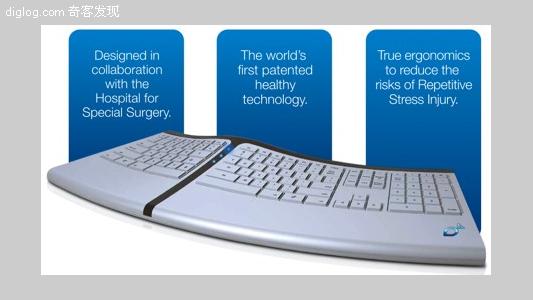 diglog.com 奇客发现
Designed in
collaboration
with the
Hospital for
Special Surgery.
The world's
first patented
healthy
technology.
True ergonomics
to reduce the
risks of Repetitive
Stress Injury.